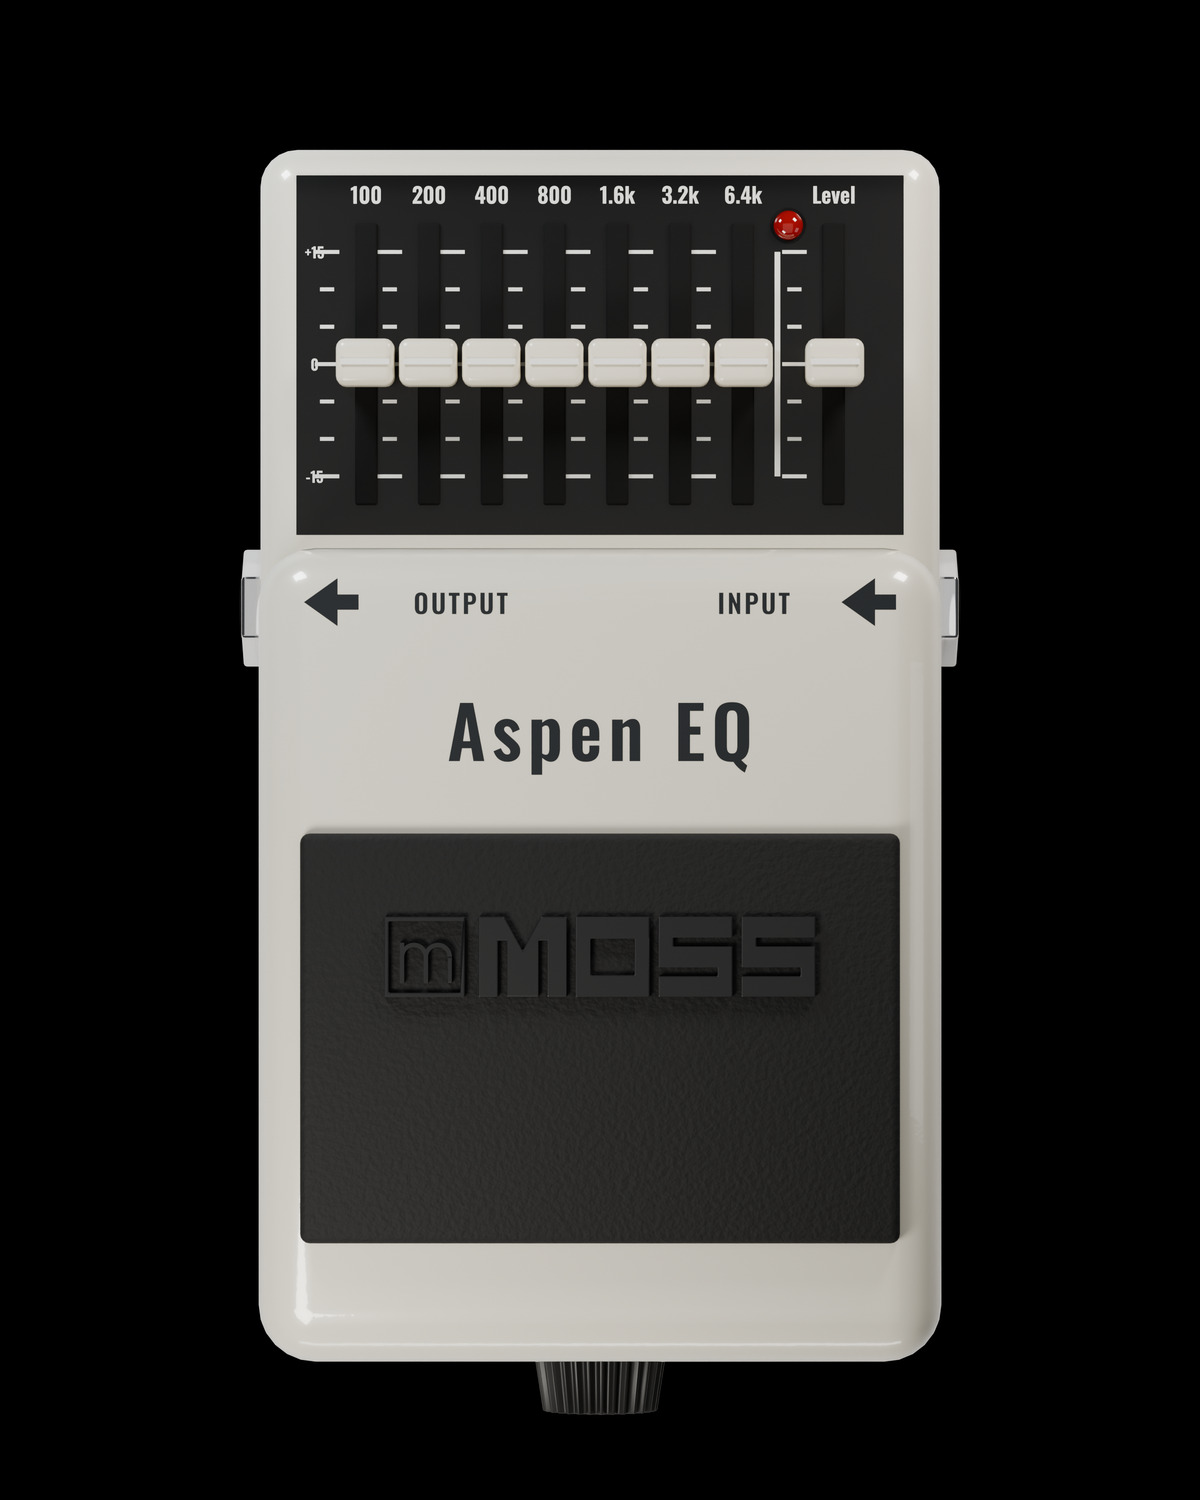 100 200 400 800 1.6k 3.2k 6.4k Level
+15
0
-15
OUTPUT INPUT
Aspen EQ
m MOSS